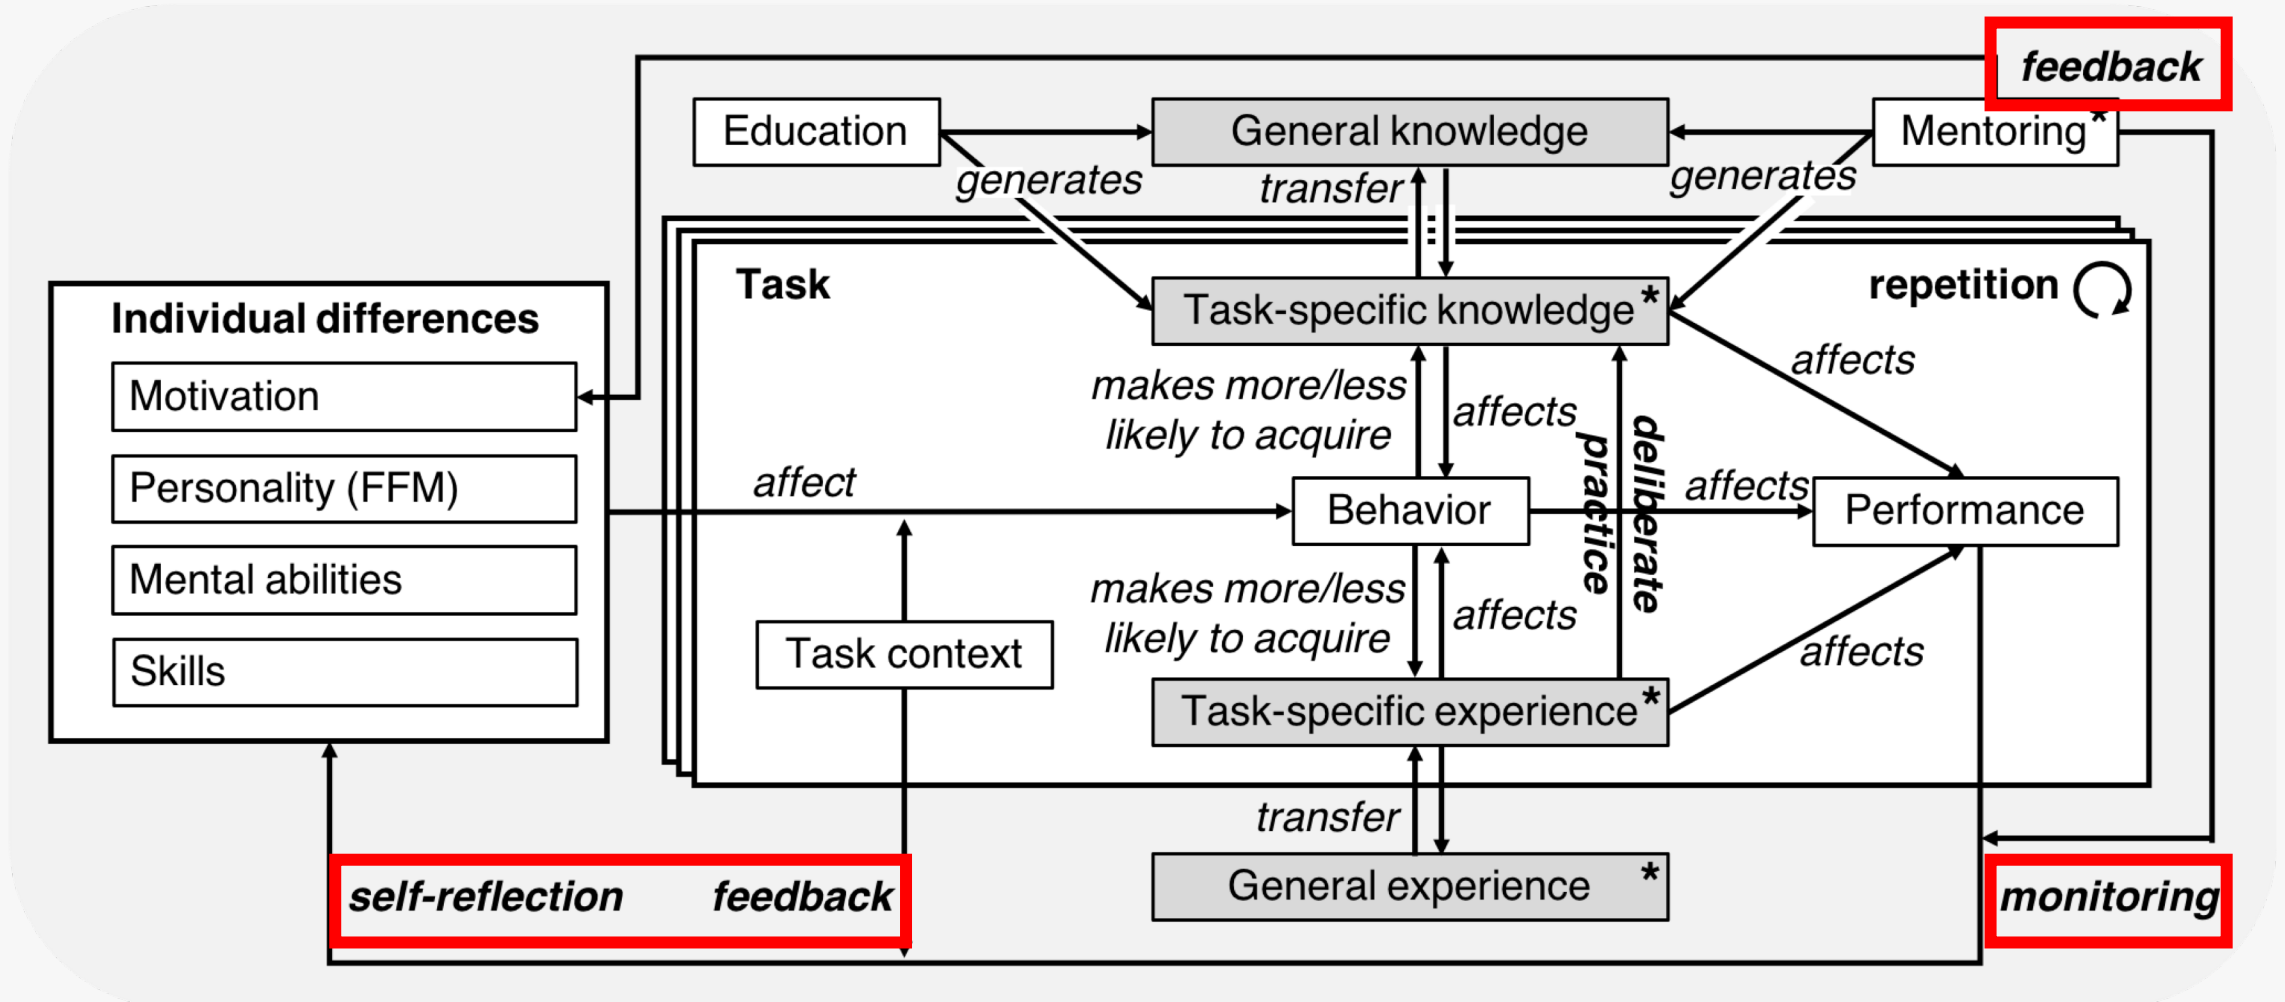 feedback
Education
General knowledge
Mentoring*
generates
transfer
generates
Task
repetition
Individual differences
Task-specific knowledge*
Motivation
makes more/less
likely to acquire
affects
affects
deliberate
practice
Personality (FFM)
affect
Behavior
affects
Performance
Mental abilities
makes more/less
likely to acquire
affects
Task context
affects
Skills
Task-specific experience*
transfer
self-reflection feedback
General experience *
monitoring